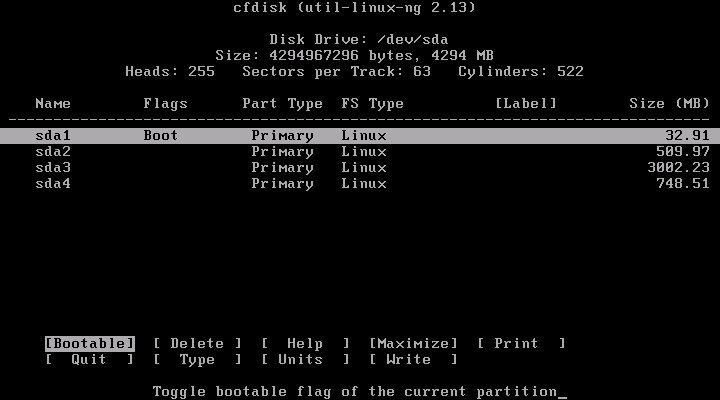 cfdisk (util-linux-ng 2.13)
Disk Drive: /dev/sda
Size: 4294967296 bytes, 4294 MB
Heads: 255   Sectors per Track: 63   Cylinders: 522
Name   Flags   Part Type   FS Type   [Label]   Size (MB)
sda1   Boot   Primary   Linux   32.91
sda2   Primary   Linux   509.97
sda3   Primary   Linux   3002.23
sda4   Primary   Linux   748.51
[Bootable]   [ Delete ]   [  Help  ]   [Maximize]   [ Print  ]
[  Quit  ]   [  Type  ]   [ Units  ]   [ Write  ]
Toggle bootable flag of the current partition_